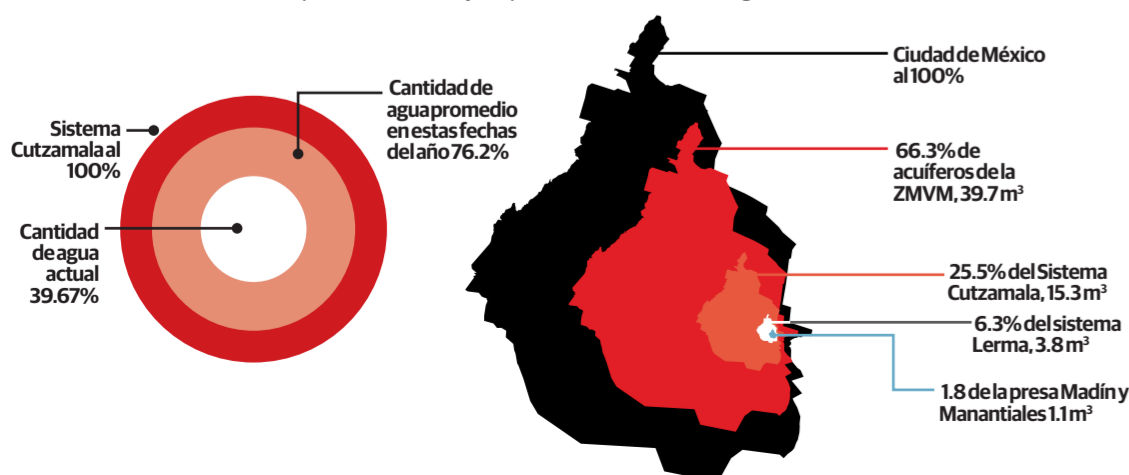 Sistema
Cutzamala al
100%
Cantidad de
agua promedio
en estas fechas
del año 76.2%
Cantidad
de agua
actual
39.67%
Ciudad de México
al 100%
66.3% de
acuíferos de la
ZMVM, 39.7 m³
25.5% del Sistema
Cutzamala, 15.3 m³
6.3% del sistema
Lerma, 3.8 m³
1.8 de la presa Madín y
Manantiales 1.1 m³